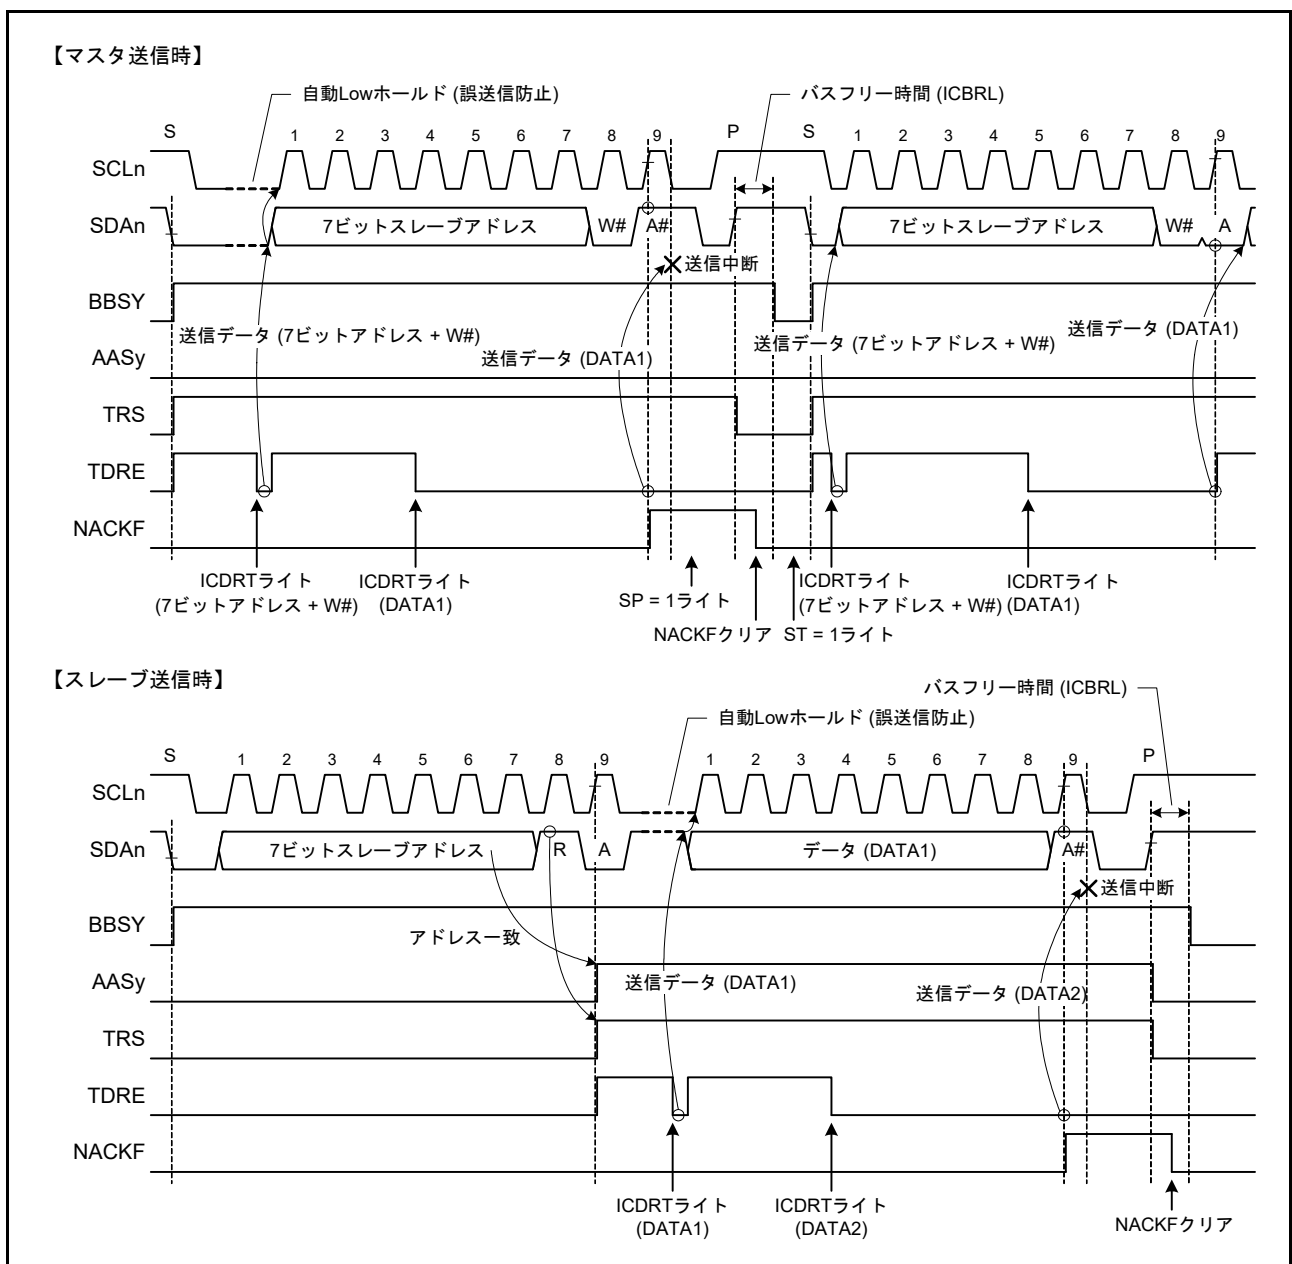 【マスタ送信時】
自動Lowホールド (誤送信防止)
バスフリー時間 (ICBRL)
S 1 2 3 4 5 6 7 8 9 P S 1 2 3 4 5 6 7 8 9
SCLn
SDAn 7ビットスレーブアドレス W# A# 7ビットスレーブアドレス W# A
送信中断
BBSY
送信データ (7ビットアドレス + W#) 送信データ (DATA1) 送信データ (7ビットアドレス + W#) 送信データ (DATA1)
AASy
TRS
TDRE
NACKF
ICDRTライト
(7ビットアドレス + W#)
ICDRTライト
(DATA1)
SP = 1ライト
NACKFクリア
ST = 1ライト
ICDRTライト
(7ビットアドレス + W#)
ICDRTライト
(DATA1)
【スレーブ送信時】
バスフリー時間 (ICBRL)
自動Lowホールド (誤送信防止)
S 1 2 3 4 5 6 7 8 9 1 2 3 4 5 6 7 8 9 P
SCLn
SDAn 7ビットスレーブアドレス R A データ (DATA1) A#
送信中断
BBSY
アドレス一致
AASy 送信データ (DATA1) 送信データ (DATA2)
TRS
TDRE
NACKF
ICDRTライト
(DATA1)
ICDRTライト
(DATA2)
NACKFクリア